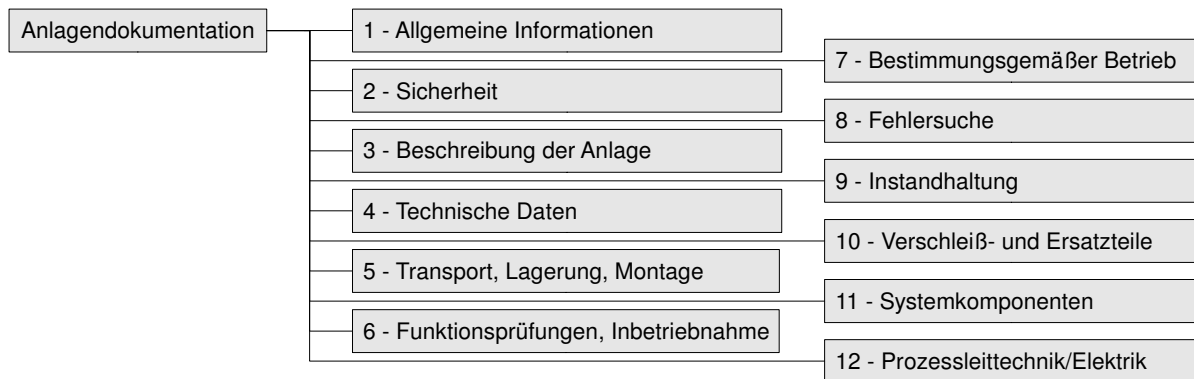 Anlagendokumentation
1 - Allgemeine Informationen
2 - Sicherheit
3 - Beschreibung der Anlage
4 - Technische Daten
5 - Transport, Lagerung, Montage
6 - Funktionsprüfungen, Inbetriebnahme
7 - Bestimmungsgemäßer Betrieb
8 - Fehlersuche
9 - Instandhaltung
10 - Verschleiß- und Ersatzteile
11 - Systemkomponenten
12 - Prozessleittechnik/Elektrik